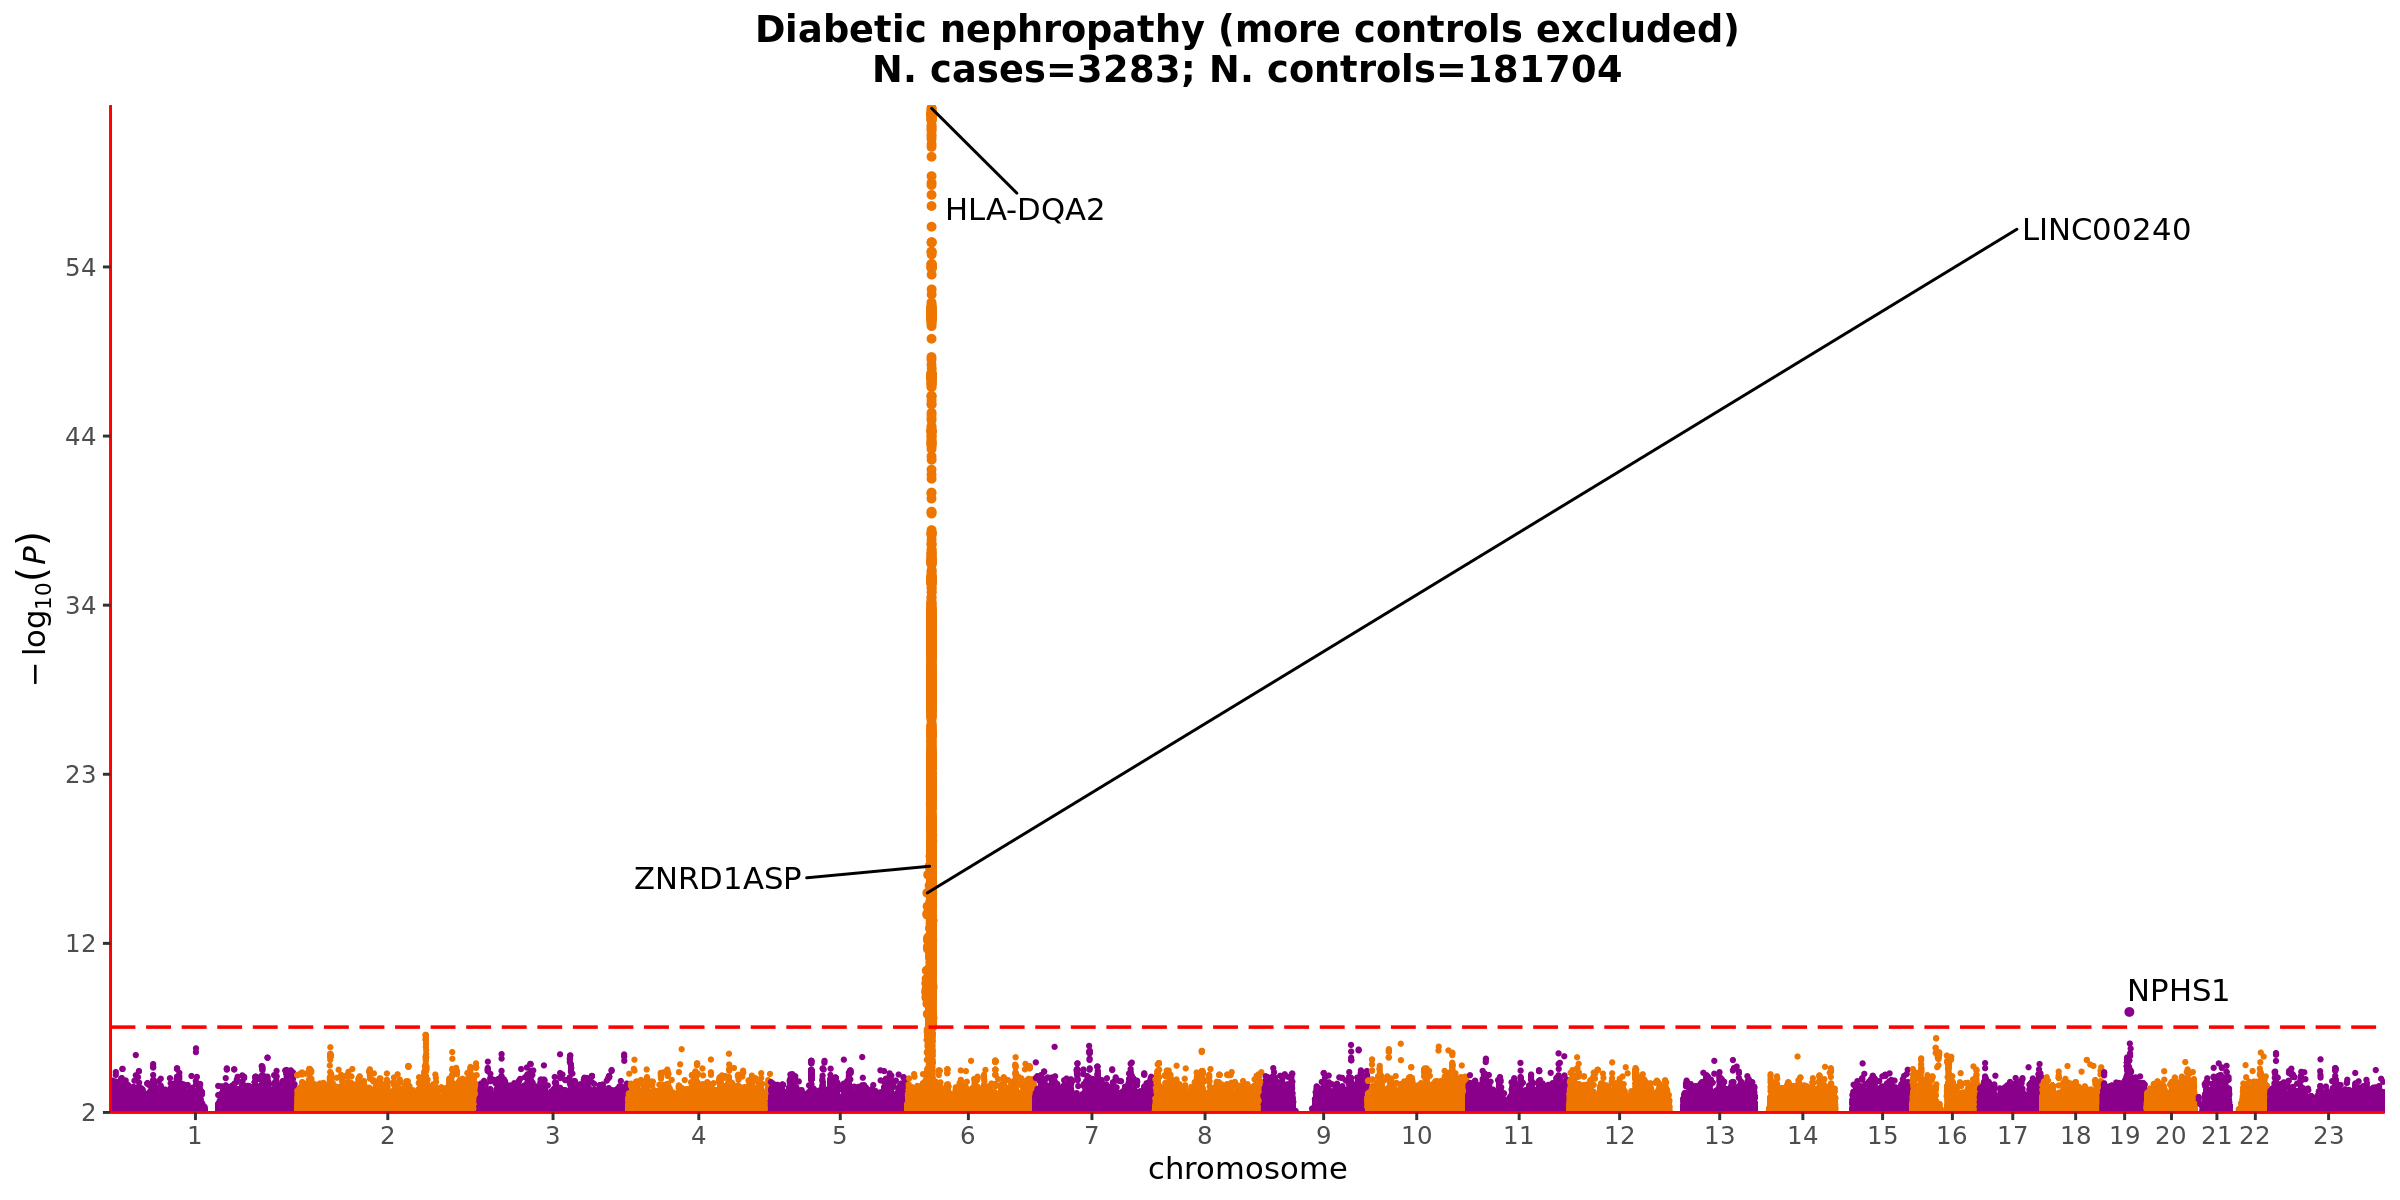 Diabetic nephropathy (more controls excluded)
N. cases=3283; N. controls=181704
HLA-DQA2
LINC00240
ZNRD1ASP
NPHS1
54
44
34
23
12
2
− log10(P)
1 2 3 4 5 6 7 8 9 10 11 12 13 14 15 16 17 18 19 20 21 22 23
chromosome